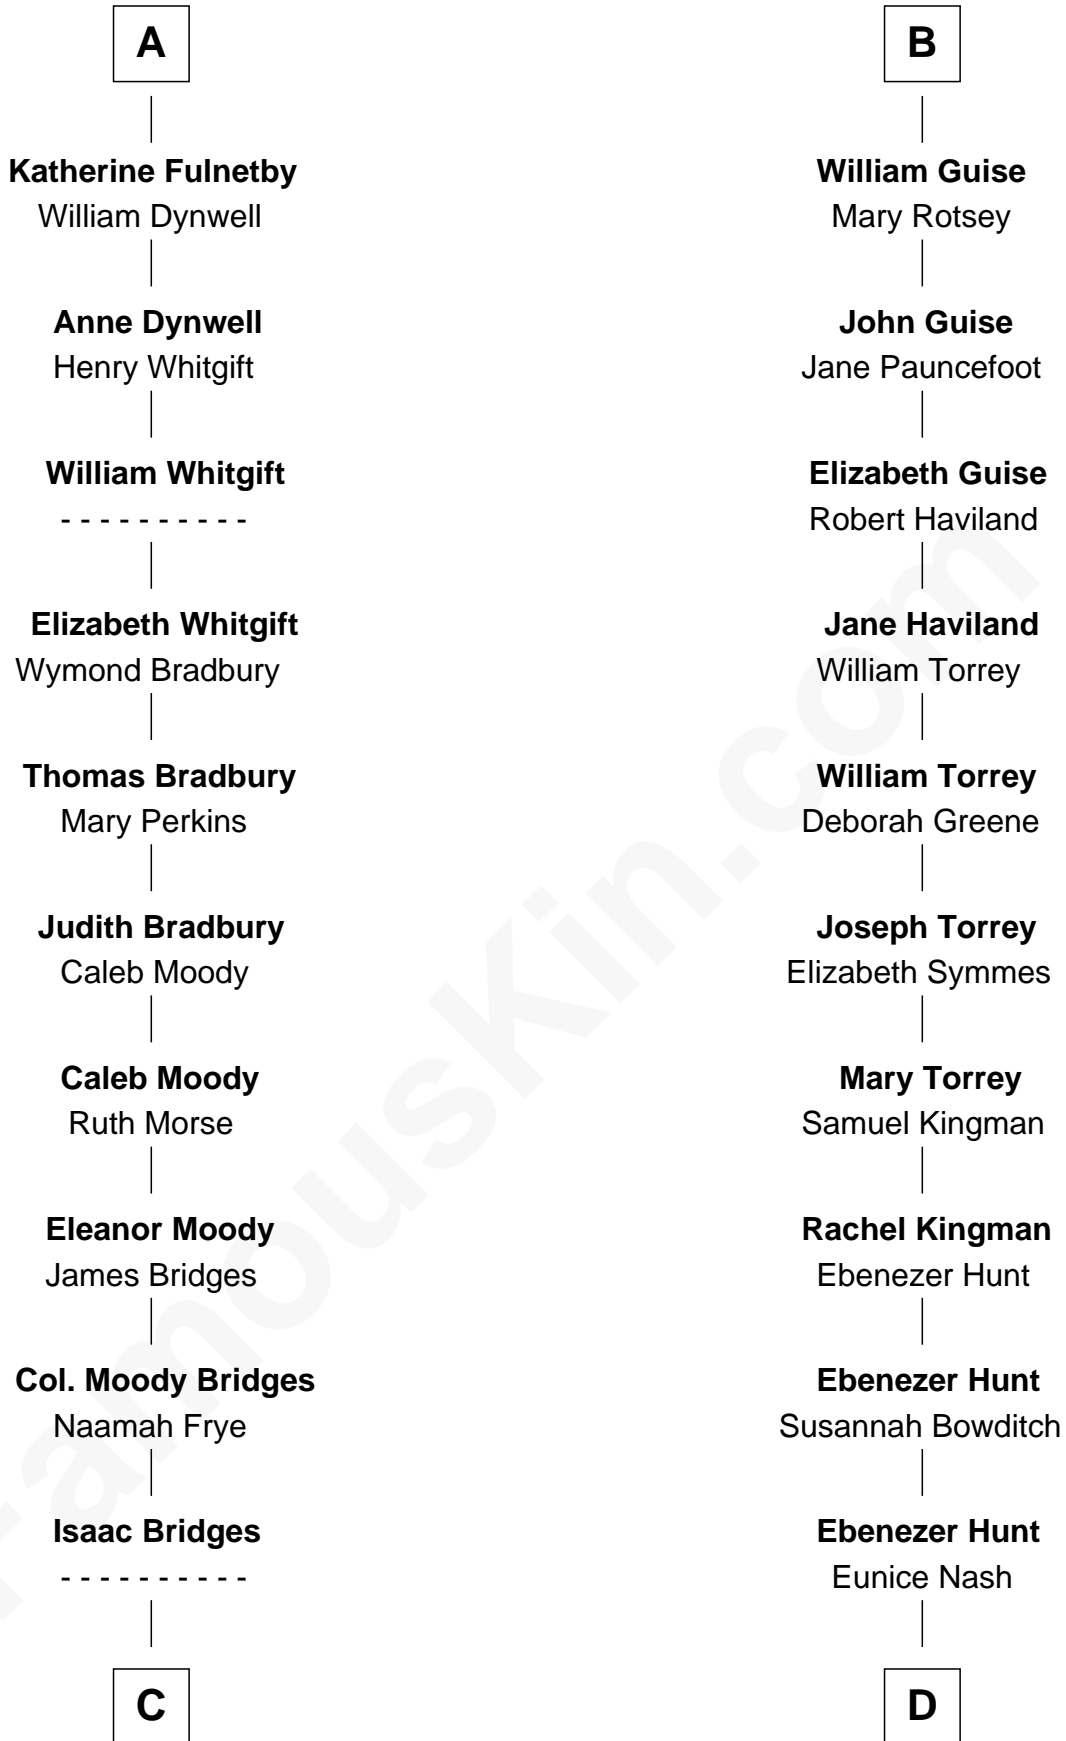 A
Katherine Fulnetby
William Dynwell
Anne Dynwell
Henry Whitgift
William Whitgift
- - - - - - - - - -
Elizabeth Whitgift
Wymond Bradbury
Thomas Bradbury
Mary Perkins
Judith Bradbury
Caleb Moody
Caleb Moody
Ruth Morse
Eleanor Moody
James Bridges
Col. Moody Bridges
Naamah Frye
Isaac Bridges
- - - - - - - - - -
C
B
William Guise
Mary Rotsey
John Guise
Jane Pauncefoot
Elizabeth Guise
Robert Haviland
Jane Haviland
William Torrey
William Torrey
Deborah Greene
Joseph Torrey
Elizabeth Symmes
Mary Torrey
Samuel Kingman
Rachel Kingman
Ebenezer Hunt
Ebenezer Hunt
Susannah Bowditch
Ebenezer Hunt
Eunice Nash
D
FamousKin.com